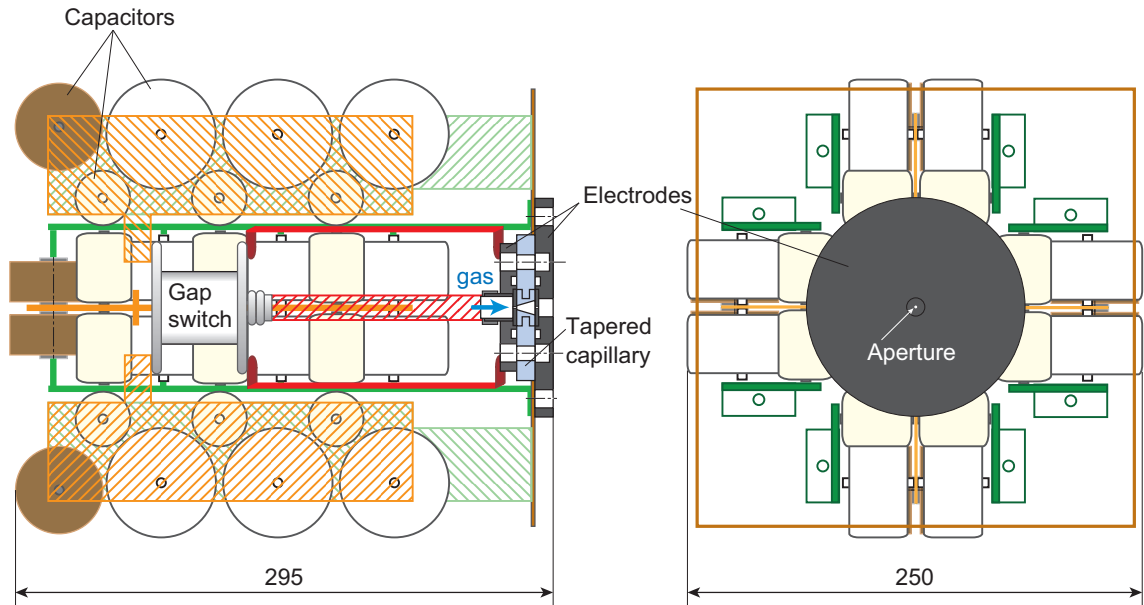 Capacitors
Electrodes
gas
Gap
switch
Tapered
capillary
Aperture
295
250